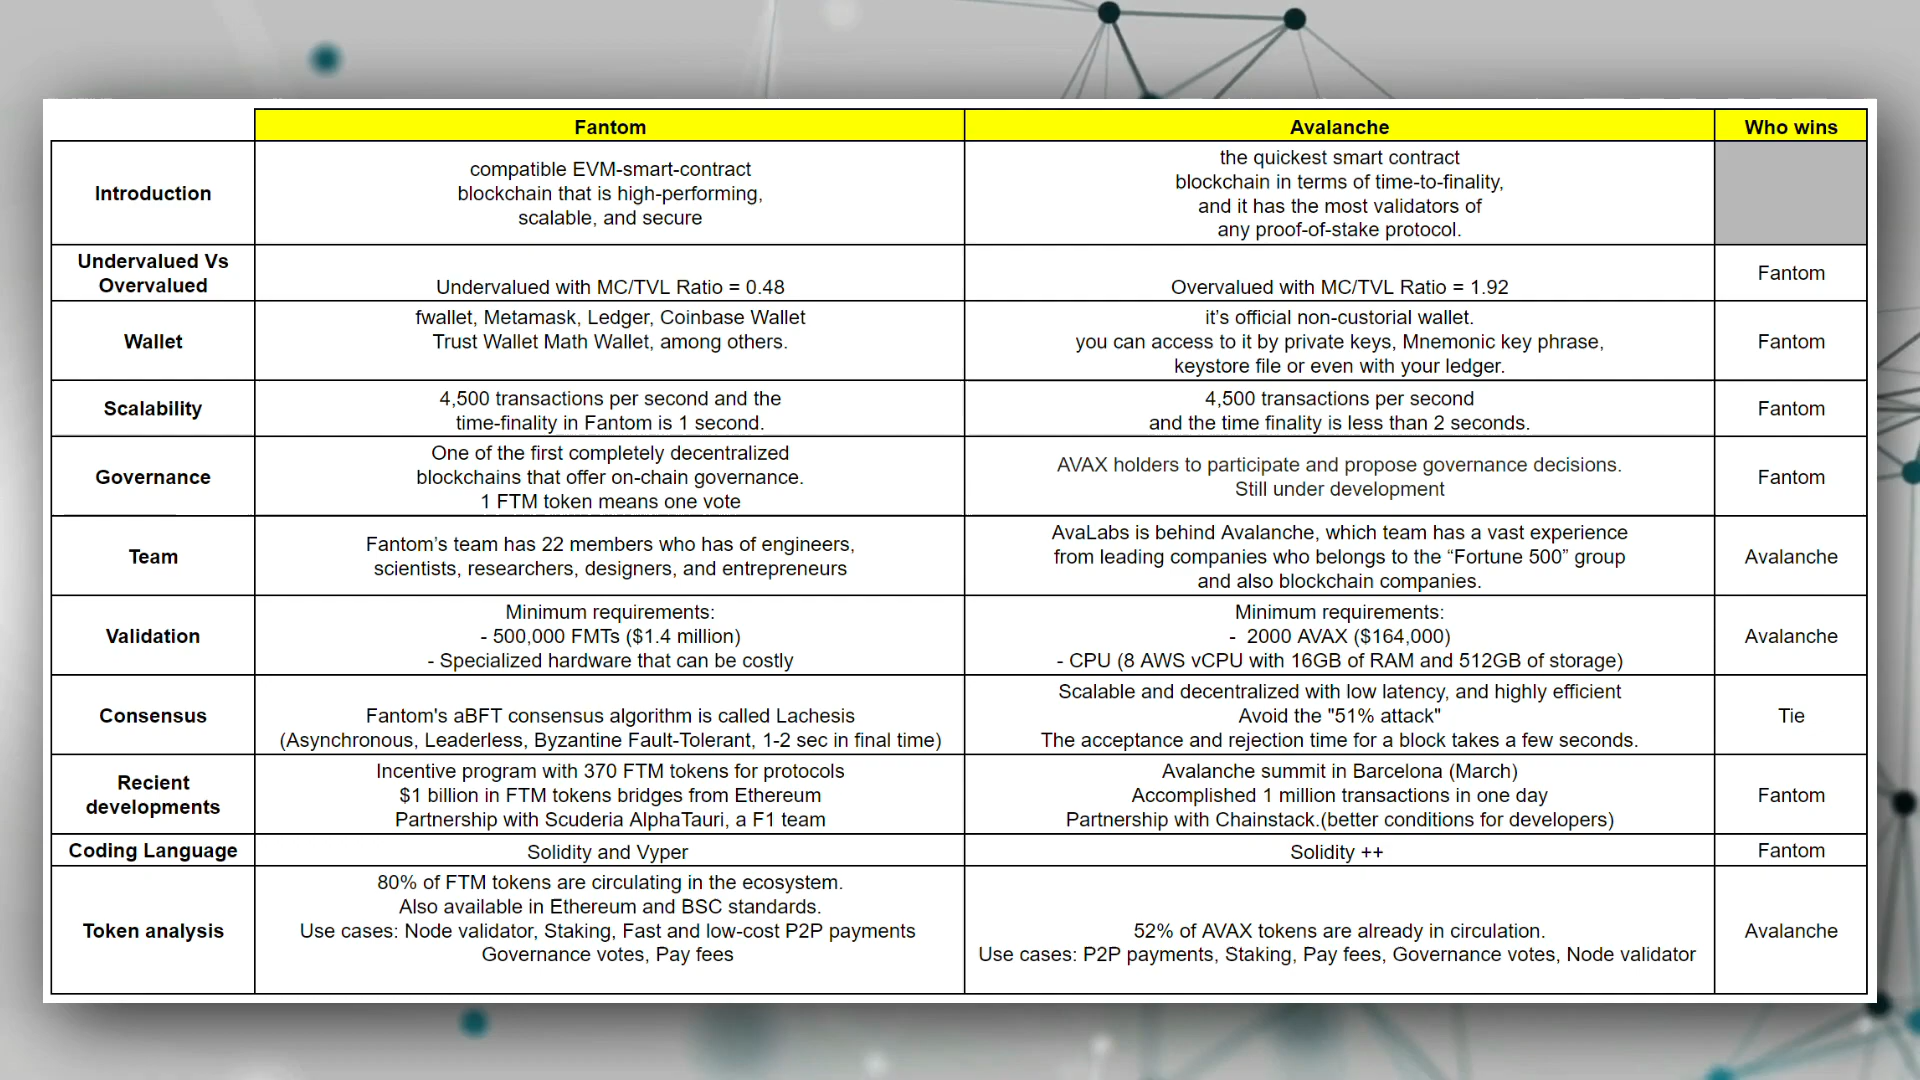 Fantom
Avalanche
Who wins
Introduction
compatible EVM-smart-contract
blockchain that is high-performing,
scalable, and secure
the quickest smart contract
blockchain in terms of time-to-finality,
and it has the most validators of
any proof-of-stake protocol.
Undervalued Vs
Overvalued
Undervalued with MC/TVL Ratio = 0.48
Overvalued with MC/TVL Ratio = 1.92
Fantom
Wallet
fwallet, Metamask, Ledger, Coinbase Wallet
Trust Wallet Math Wallet, among others.
it’s official non-custorial wallet.
you can access to it by private keys, Mnemonic key phrase,
keystore file or even with your ledger.
Fantom
Scalability
4,500 transactions per second and the
time-finality in Fantom is 1 second.
4,500 transactions per second
and the time finality is less than 2 seconds.
Fantom
Governance
One of the first completely decentralized
blockchains that offer on-chain governance.
1 FTM token means one vote
AVAX holders to participate and propose governance decisions.
Still under development
Fantom
Team
Fantom’s team has 22 members who has of engineers,
scientists, researchers, designers, and entrepreneurs
AvaLabs is behind Avalanche, which team has a vast experience
from leading companies who belongs to the “Fortune 500” group
and also blockchain companies.
Avalanche
Validation
Minimum requirements:
- 500,000 FMTs ($1.4 million)
- Specialized hardware that can be costly
Minimum requirements:
- 2000 AVAX ($164,000)
- CPU (8 AWS vCPU with 16GB of RAM and 512GB of storage)
Avalanche
Consensus
Fantom's aBFT consensus algorithm is called Lachesis
(Asynchronous, Leaderless, Byzantine Fault-Tolerant, 1-2 sec in final time)
Scalable and decentralized with low latency, and highly efficient
Avoid the "51% attack"
The acceptance and rejection time for a block takes a few seconds.
Tie
Recient
developments
Incentive program with 370 FTM tokens for protocols
$1 billion in FTM tokens bridges from Ethereum
Partnership with Scuderia AlphaTauri, a F1 team
Avalanche summit in Barcelona (March)
Accomplished 1 million transactions in one day
Partnership with Chainstack.(better conditions for developers)
Fantom
Coding Language
Solidity and Vyper
Solidity ++
Fantom
Token analysis
80% of FTM tokens are circulating in the ecosystem.
Also available in Ethereum and BSC standards.
Use cases: Node validator, Staking, Fast and low-cost P2P payments
Governance votes, Pay fees
52% of AVAX tokens are already in circulation.
Use cases: P2P payments, Staking, Pay fees, Governance votes, Node validator
Avalanche